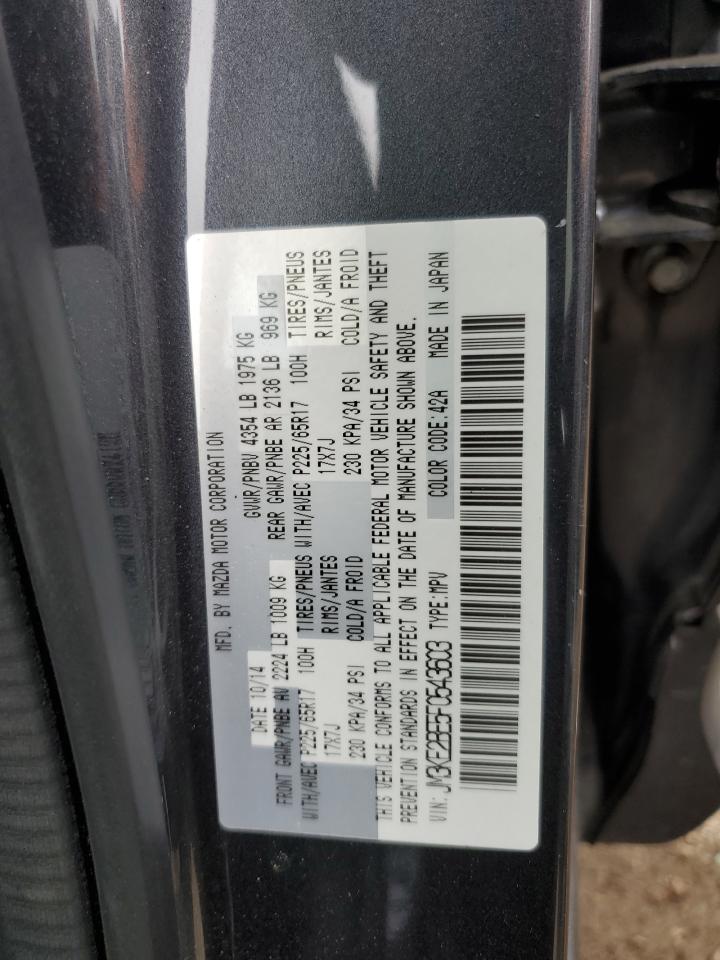 MFD. BY MAZDA MOTOR CORPORATION
DATE 10/14 GVWR/PNBV 4354 LB 1975 KG
FRONT GAWR/PNBE AV 2224 LB 1009 KG REAR GAWR/PNBE AR 2136 LB 969 KG
WITH/AVEC P225/65R17 100H TIRES/PNEUS WITH/AVEC P225/65R17 100H TIRES/PNEUS
17X7J RIMS/JANTES 17X7J RIMS/JANTES
230 KPA/34 PSI COLD/A FROID 230 KPA/34 PSI COLD/A FROID
THIS VEHICLE CONFORMS TO ALL APPLICABLE FEDERAL MOTOR VEHICLE SAFETY AND THEFT
PREVENTION STANDARDS IN EFFECT ON THE DATE OF MANUFACTURE SHOWN ABOVE.
VIN: JM3KE2BE5F0543603 TYPE:MPV COLOR CODE:42A MADE IN JAPAN